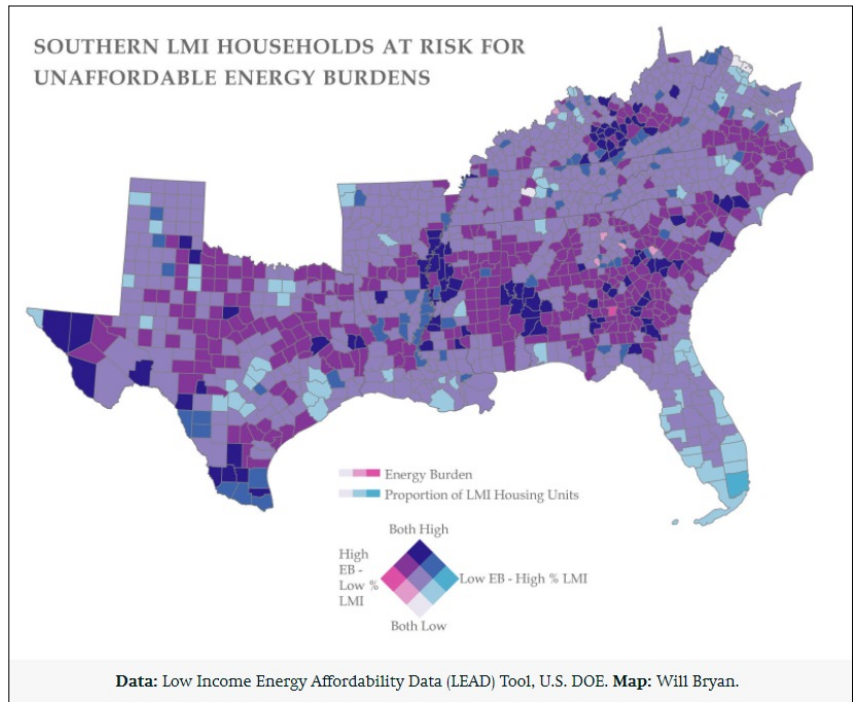 SOUTHERN LMI HOUSEHOLDS AT RISK FOR
UNAFFORDABLE ENERGY BURDENS
Energy Burden
Proportion of LMI Housing Units
Both High
High
EB -
Low %
LMI
Low EB - High % LMI
Both Low
Data: Low Income Energy Affordability Data (LEAD) Tool, U.S. DOE. Map: Will Bryan.